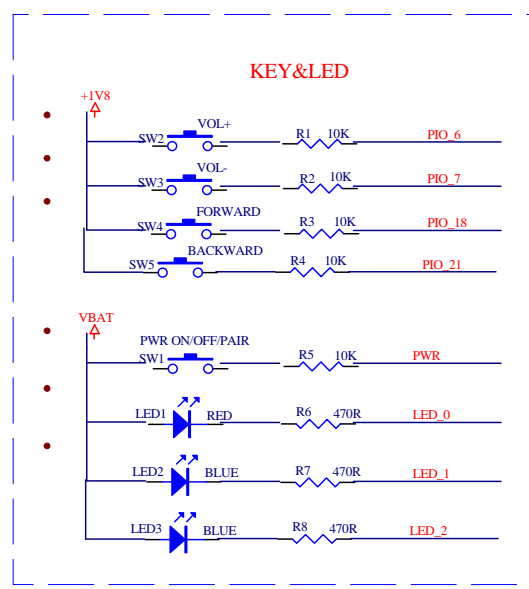 KEY&LED
+1V8
VOL+
SW2 R1 10K PIO_6
VOL-
SW3 R2 10K PIO_7
FORWARD
SW4 R3 10K PIO_18
BACKWARD
SW5 R4 10K PIO_21
VBAT
PWR ON/OFF/PAIR
SW1 R5 10K PWR
LED1 RED R6 470R LED_0
LED2 BLUE R7 470R LED_1
LED3 BLUE R8 470R LED_2